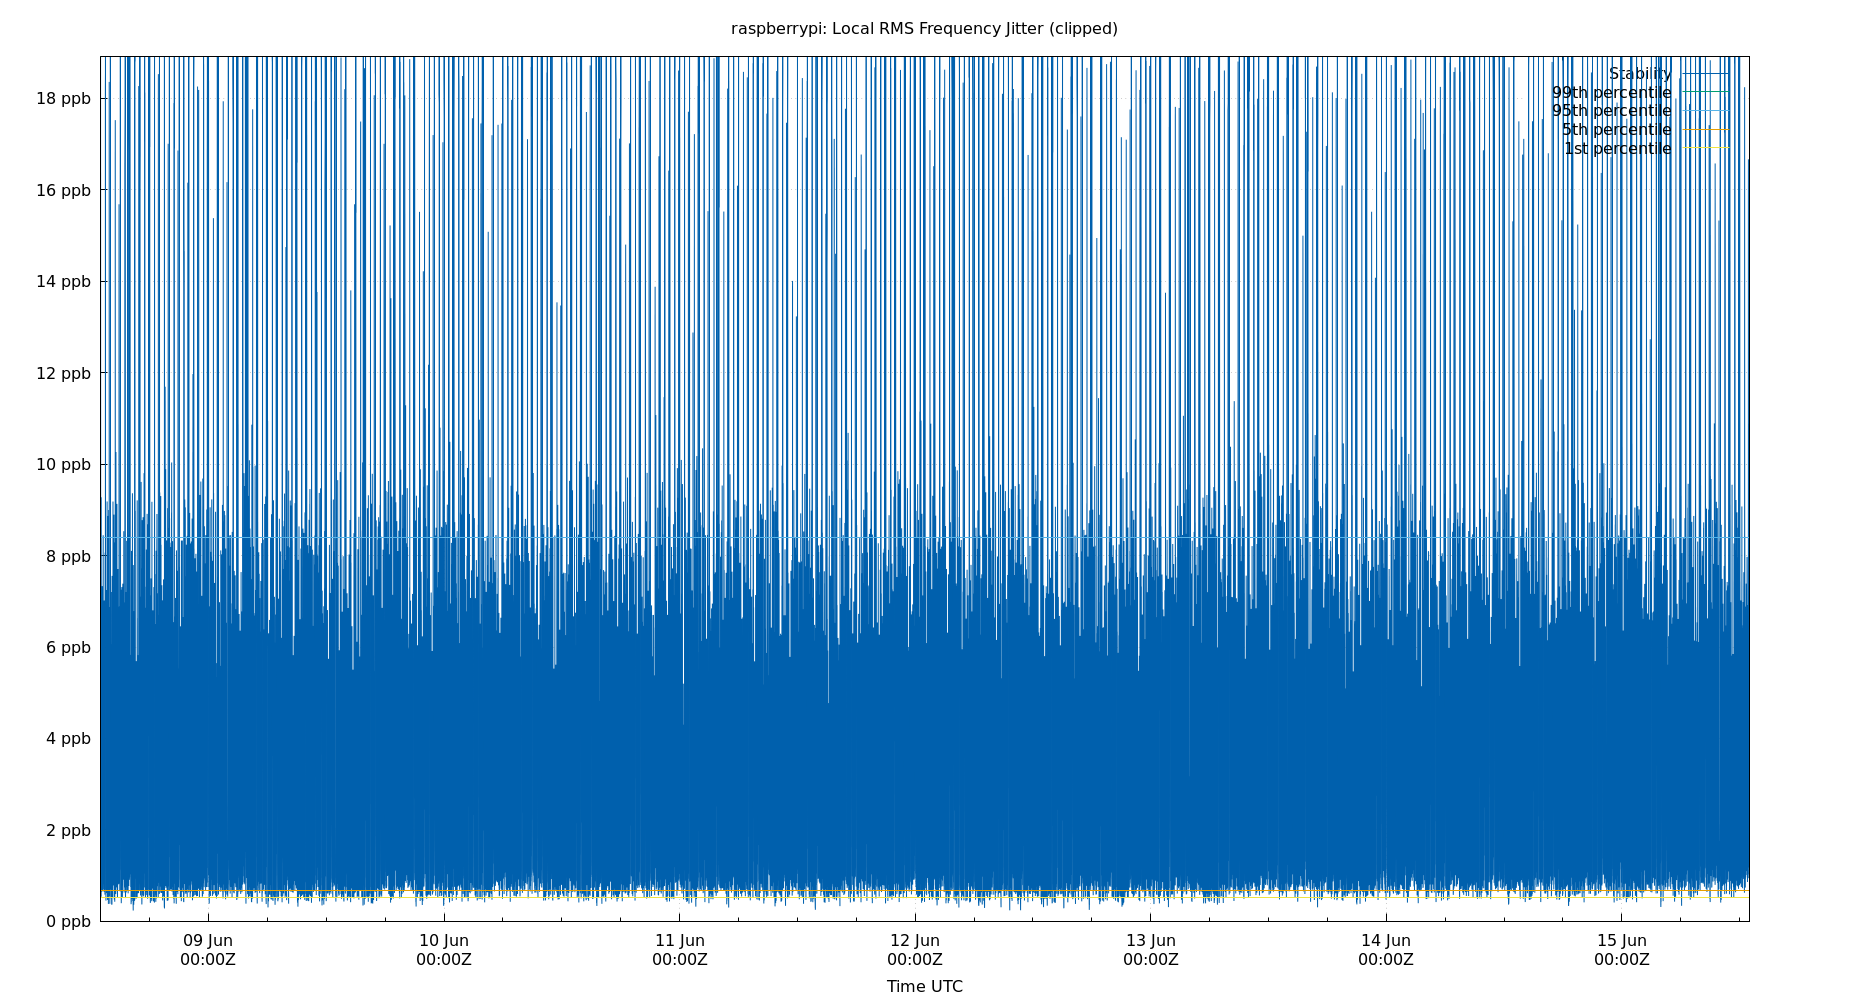 raspberrypi: Local RMS Frequency Jitter (clipped)
Stability
99th percentile
95th percentile
5th percentile
1st percentile
18 ppb
16 ppb
14 ppb
12 ppb
10 ppb
8 ppb
6 ppb
4 ppb
2 ppb
0 ppb
09 Jun 10 Jun 11 Jun 12 Jun 13 Jun 14 Jun 15 Jun
00:00Z 00:00Z 00:00Z 00:00Z 00:00Z 00:00Z 00:00Z
Time UTC